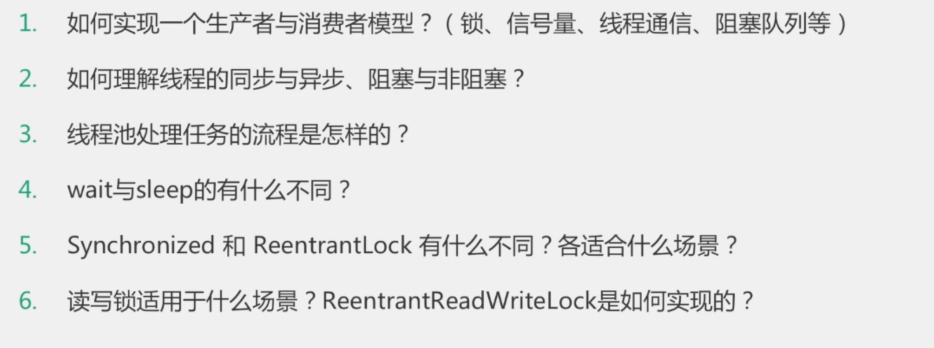 1. 如何实现一个生产者与消费者模型？（锁、信号量、线程通信、阻塞队列等）
2. 如何理解线程的同步与异步、阻塞与非阻塞？
3. 线程池处理任务的流程是怎样的？
4. wait与sleep的有什么不同？
5. Synchronized 和 ReentrantLock 有什么不同？各适合什么场景？
6. 读写锁适用于什么场景？ReentrantReadWriteLock是如何实现的？